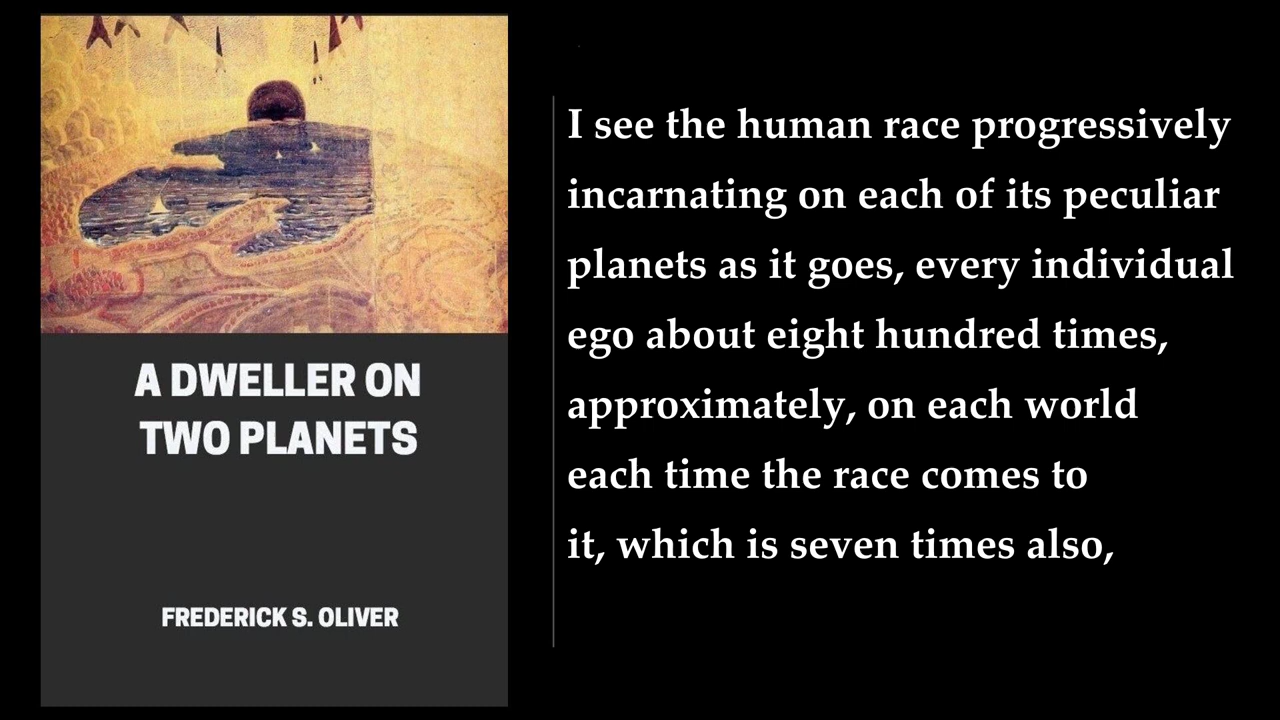 A DWELLER ON
TWO PLANETS
FREDERICK S. OLIVER
I see the human race progressively
incarnating on each of its peculiar
planets as it goes, every individual
ego about eight hundred times,
approximately, on each world
each time the race comes to
it, which is seven times also,